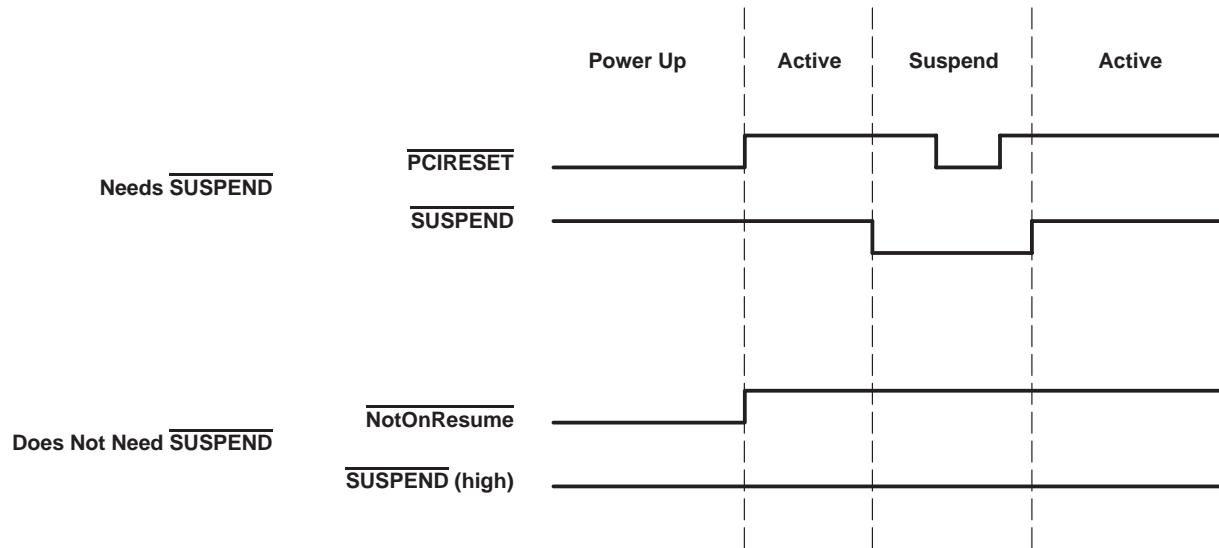 Power Up Active Suspend Active
PCIRESET
Needs SUSPEND
SUSPEND
NotOnResume
Does Not Need SUSPEND
SUSPEND (high)